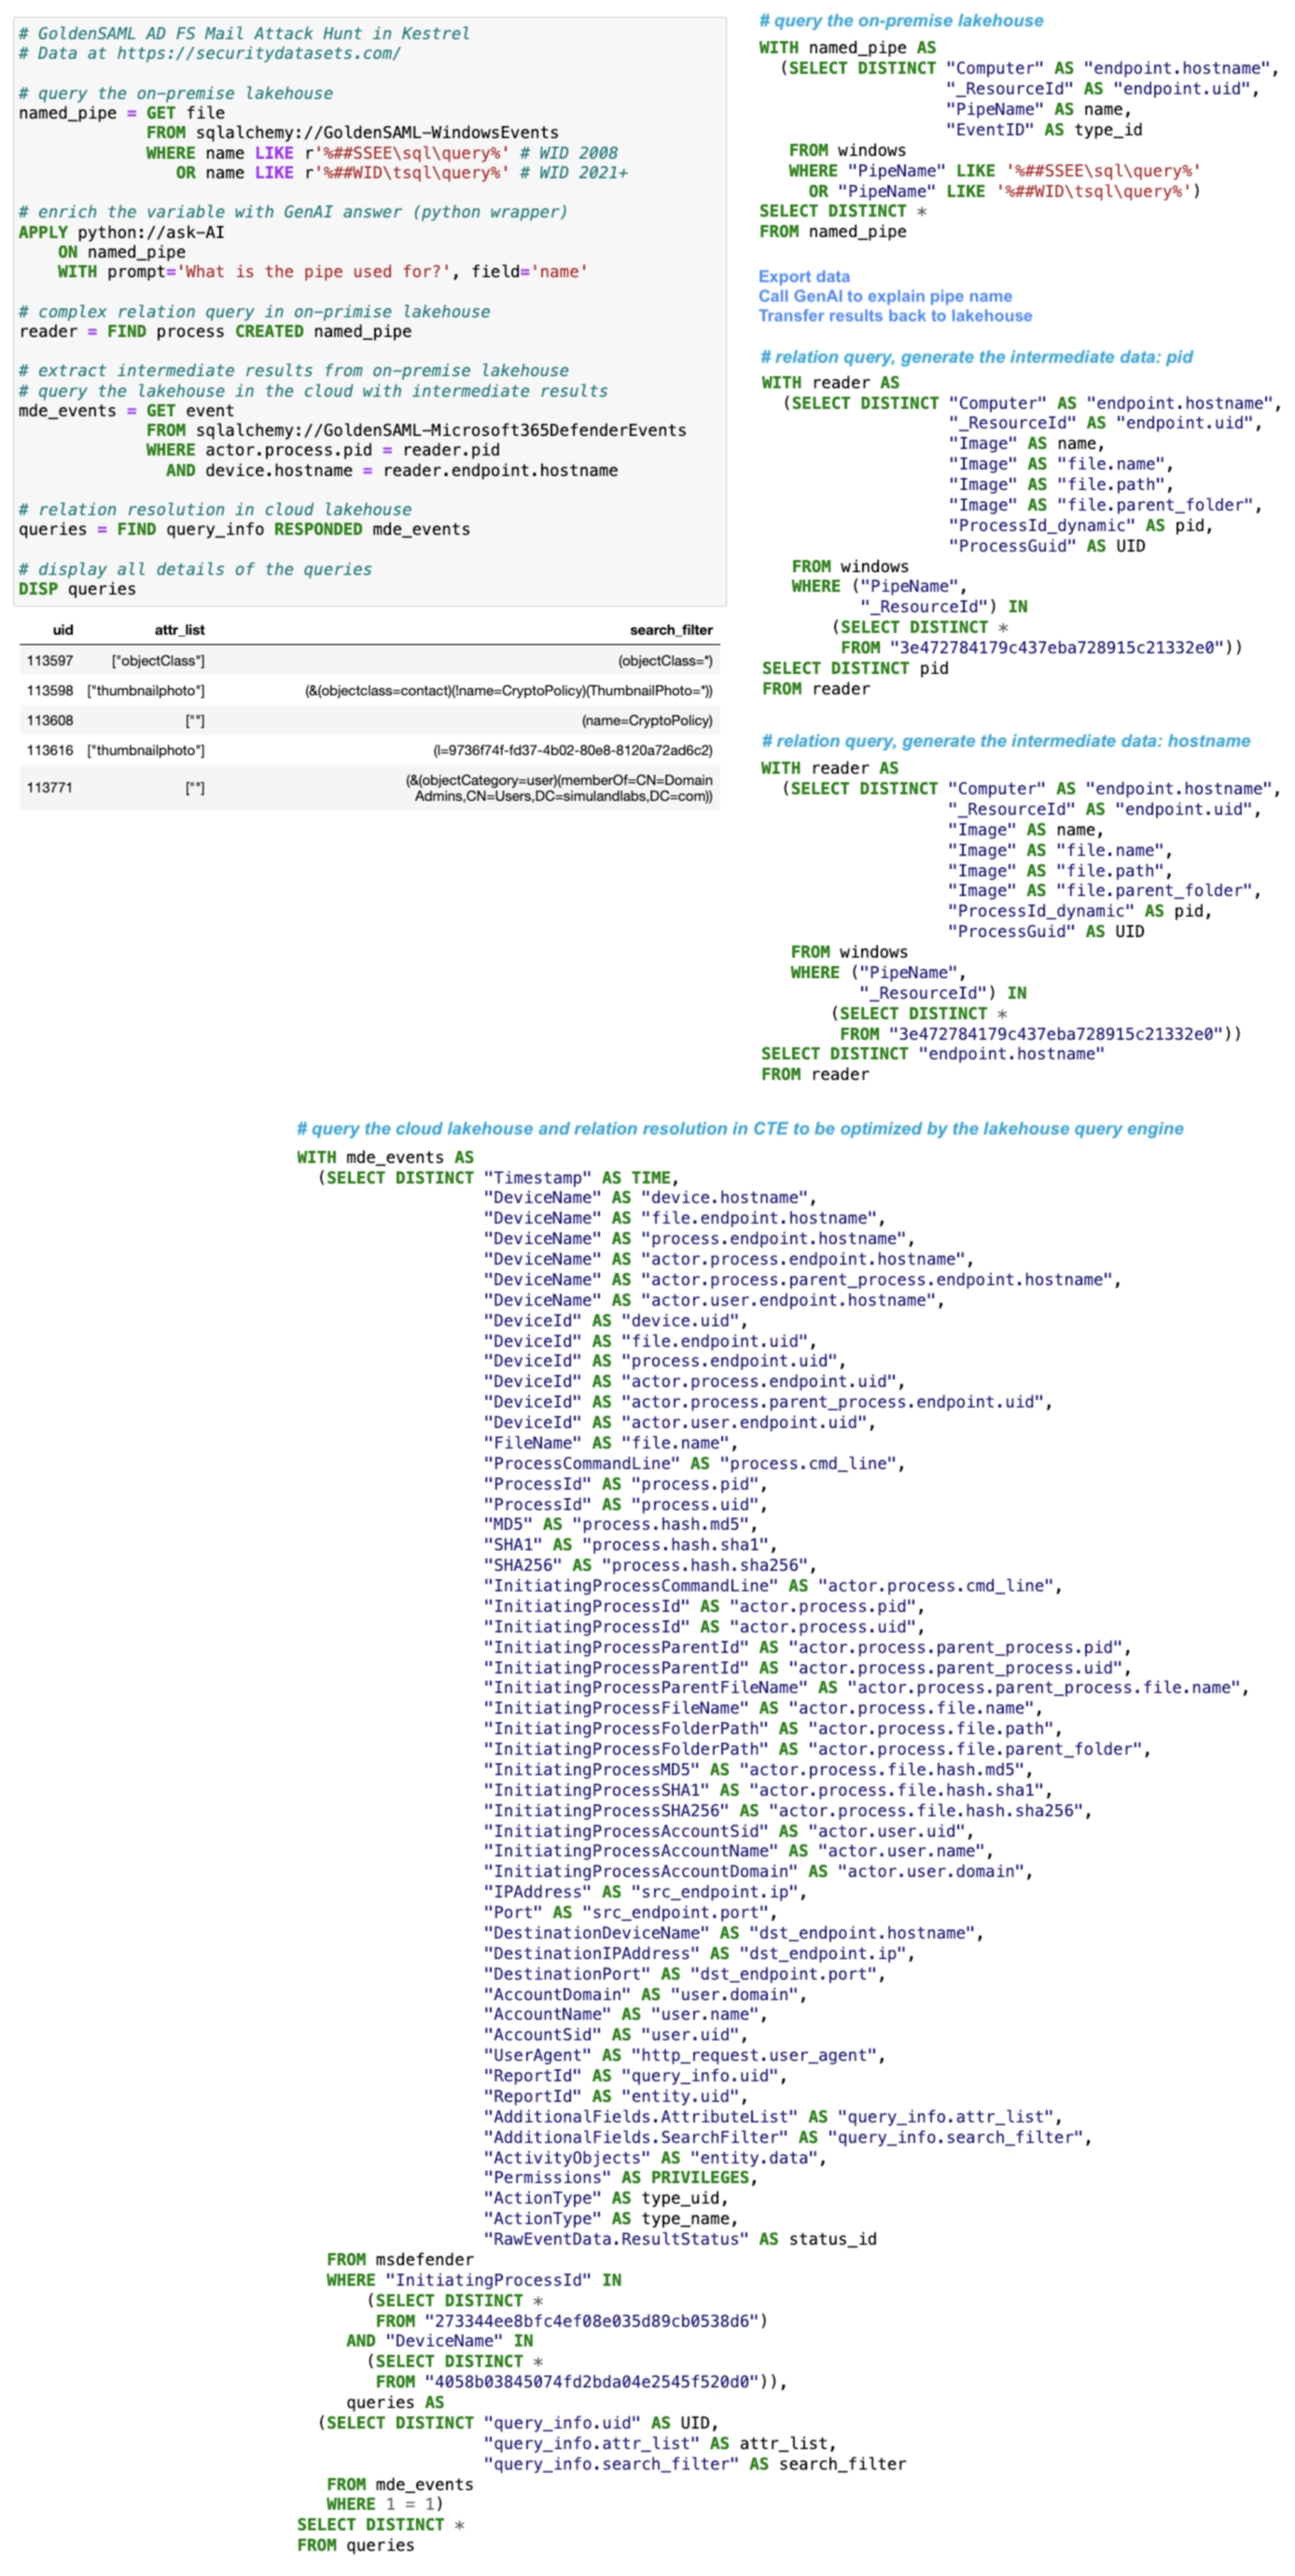 # GoldenSAML AD FS Mail Attack Hunt in Kestrel
# Data at https://securitydatasets.com/
# query the on-premise lakehouse
named_pipe = GET file
FROM sqlalchemy://GoldenSAML-WindowsEvents
WHERE name LIKE r'%##SSEE\sql\query%' # WID 2008
OR name LIKE r'%##WID\tsql\query%' # WID 2021+
# enrich the variable with GenAI answer (python wrapper)
APPLY python://ask-AI
ON named_pipe
WITH prompt='What is the pipe used for?', field='name'
# complex relation query in on-primise lakehouse
reader = FIND process CREATED named_pipe
# extract intermediate results from on-premise lakehouse
# query the lakehouse in the cloud with intermediate results
mde_events = GET event
FROM sqlalchemy://GoldenSAML-Microsoft365DefenderEvents
WHERE actor.process.pid = reader.pid
AND device.hostname = reader.endpoint.hostname
# relation resolution in cloud lakehouse
queries = FIND query_info RESPONDED mde_events
# display all details of the queries
DISP queries
uid attr_list search_filter
113597 ["objectClass"] (objectClass=*)
113598 ["thumbnailphoto"] (&(objectclass=contact)(!name=CryptoPolicy)(ThumbnailPhoto=*))
113608 [""] (name=CryptoPolicy)
113616 ["thumbnailphoto"] (l=9736f74f-fd37-4b02-80e8-8120a72ad6c2)
113771 [""] (&(objectCategory=user)(memberOf=CN=Domain
Admins,CN=Users,DC=simulandlabs,DC=com))
# query the on-premise lakehouse
WITH named_pipe AS
(SELECT DISTINCT "Computer" AS "endpoint.hostname",
"_ResourceId" AS "endpoint.uid",
"PipeName" AS name,
"EventID" AS type_id
FROM windows
WHERE "PipeName" LIKE '%##SSEE\sql\query%'
OR "PipeName" LIKE '%##WID\tsql\query%')
SELECT DISTINCT *
FROM named_pipe
Export data
Call GenAI to explain pipe name
Transfer results back to lakehouse
# relation query, generate the intermediate data: pid
WITH reader AS
(SELECT DISTINCT "Computer" AS "endpoint.hostname",
"_ResourceId" AS "endpoint.uid",
"Image" AS name,
"Image" AS "file.name",
"Image" AS "file.path",
"Image" AS "file.parent_folder",
"ProcessId_dynamic" AS pid,
"ProcessGuid" AS UID
FROM windows
WHERE ("PipeName",
"_ResourceId") IN
(SELECT DISTINCT *
FROM "3e472784179c437eba728915c21332e0"))
SELECT DISTINCT pid
FROM reader
# relation query, generate the intermediate data: hostname
WITH reader AS
(SELECT DISTINCT "Computer" AS "endpoint.hostname",
"_ResourceId" AS "endpoint.uid",
"Image" AS name,
"Image" AS "file.name",
"Image" AS "file.path",
"Image" AS "file.parent_folder",
"ProcessId_dynamic" AS pid,
"ProcessGuid" AS UID
FROM windows
WHERE ("PipeName",
"_ResourceId") IN
(SELECT DISTINCT *
FROM "3e472784179c437eba728915c21332e0"))
SELECT DISTINCT "endpoint.hostname"
FROM reader
# query the cloud lakehouse and relation resolution in CTE to be optimized by the lakehouse query engine
WITH mde_events AS
(SELECT DISTINCT "Timestamp" AS TIME,
"DeviceName" AS "device.hostname",
"DeviceName" AS "file.endpoint.hostname",
"DeviceName" AS "process.endpoint.hostname",
"DeviceName" AS "actor.process.endpoint.hostname",
"DeviceName" AS "actor.process.parent_process.endpoint.hostname",
"DeviceName" AS "actor.user.endpoint.hostname",
"DeviceId" AS "device.uid",
"DeviceId" AS "file.endpoint.uid",
"DeviceId" AS "process.endpoint.uid",
"DeviceId" AS "actor.process.endpoint.uid",
"DeviceId" AS "actor.process.parent_process.endpoint.uid",
"DeviceId" AS "actor.user.endpoint.uid",
"FileName" AS "file.name",
"ProcessCommandLine" AS "process.cmd_line",
"ProcessId" AS "process.pid",
"ProcessId" AS "process.uid",
"MD5" AS "process.hash.md5",
"SHA1" AS "process.hash.sha1",
"SHA256" AS "process.hash.sha256",
"InitiatingProcessCommandLine" AS "actor.process.cmd_line",
"InitiatingProcessId" AS "actor.process.pid",
"InitiatingProcessId" AS "actor.process.uid",
"InitiatingProcessParentId" AS "actor.process.parent_process.pid",
"InitiatingProcessParentId" AS "actor.process.parent_process.uid",
"InitiatingProcessParentFileName" AS "actor.process.parent_process.file.name",
"InitiatingProcessFileName" AS "actor.process.file.name",
"InitiatingProcessFolderPath" AS "actor.process.file.path",
"InitiatingProcessFolderPath" AS "actor.process.file.parent_folder",
"InitiatingProcessMD5" AS "actor.process.file.hash.md5",
"InitiatingProcessSHA1" AS "actor.process.file.hash.sha1",
"InitiatingProcessSHA256" AS "actor.process.file.hash.sha256",
"InitiatingProcessAccountSid" AS "actor.user.uid",
"InitiatingProcessAccountName" AS "actor.user.name",
"InitiatingProcessAccountDomain" AS "actor.user.domain",
"IPAddress" AS "src_endpoint.ip",
"Port" AS "src_endpoint.port",
"DestinationDeviceName" AS "dst_endpoint.hostname",
"DestinationIPAddress" AS "dst_endpoint.ip",
"DestinationPort" AS "dst_endpoint.port",
"AccountDomain" AS "user.domain",
"AccountName" AS "user.name",
"AccountSid" AS "user.uid",
"UserAgent" AS "http_request.user_agent",
"ReportId" AS "query_info.uid",
"ReportId" AS "entity.uid",
"AdditionalFields.AttributeList" AS "query_info.attr_list",
"AdditionalFields.SearchFilter" AS "query_info.search_filter",
"ActivityObjects" AS "entity.data",
"Permissions" AS PRIVILEGES,
"ActionType" AS type_uid,
"ActionType" AS type_name,
"RawEventData.ResultStatus" AS status_id
FROM msdefender
WHERE "InitiatingProcessId" IN
(SELECT DISTINCT *
FROM "273344ee8bfc4ef08e035d89cb0538d6")
AND "DeviceName" IN
(SELECT DISTINCT *
FROM "4058b03845074fd2bda04e2545f520d0")),
queries AS
(SELECT DISTINCT "query_info.uid" AS UID,
"query_info.attr_list" AS attr_list,
"query_info.search_filter" AS search_filter
FROM mde_events
WHERE 1 = 1)
SELECT DISTINCT *
FROM queries